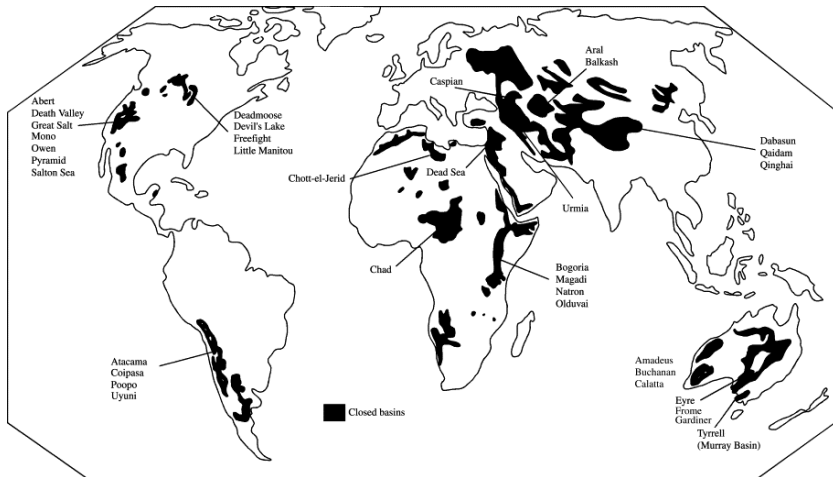 Abert
Death Valley
Great Salt
Mono
Owen
Pyramid
Salton Sea
Deadmoose
Devil's Lake
Freefight
Little Manitou
Atacama
Coipasa
Poopo
Uyuni
Chott-el-Jerid
Chad
Caspian
Aral
Balkash
Dead Sea
Urmia
Dabasun
Qaidam
Qinghai
Bogoria
Magadi
Natron
Olduvai
Amadeus
Buchanan
Calatta
Eyre
Frome
Gardiner
Tyrrell
(Murray Basin)
Closed basins